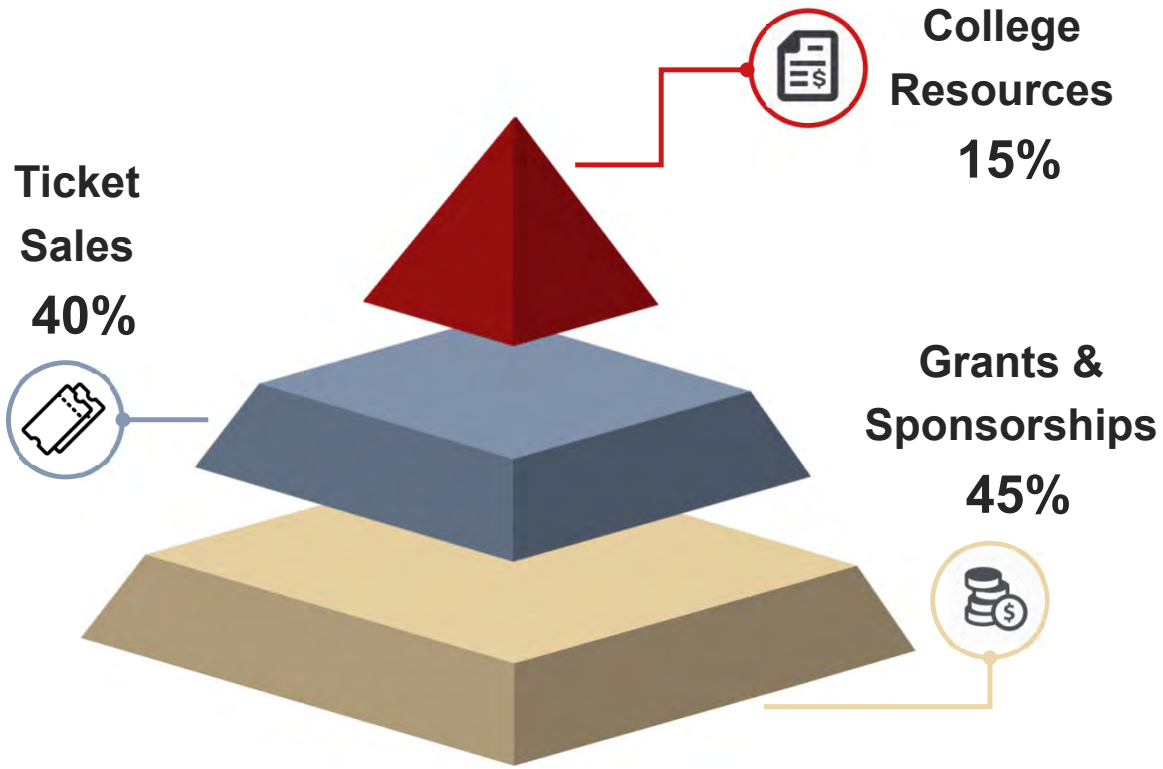 College
Resources
15%
Ticket
Sales
40%
Grants &
Sponsorships
45%
$
$